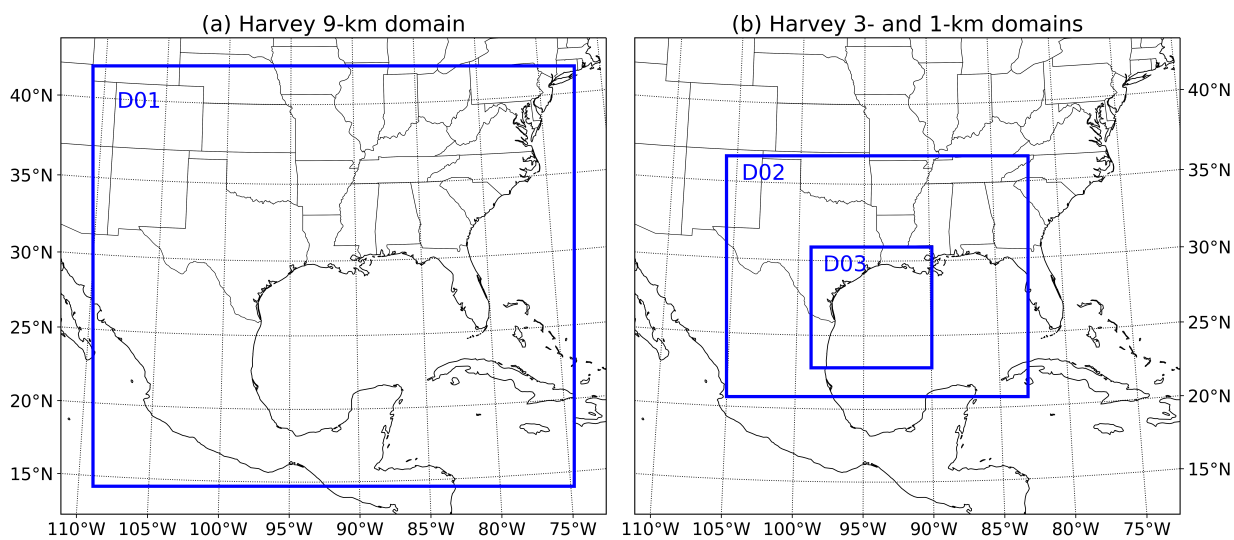 (a) Harvey 9-km domain
(b) Harvey 3- and 1-km domains
D01
40°N
35°N
30°N
25°N
20°N
15°N
110°W 105°W 100°W 95°W 90°W 85°W 80°W 75°W
D02
D03
40°N
35°N
30°N
25°N
20°N
15°N
110°W 105°W 100°W 95°W 90°W 85°W 80°W 75°W